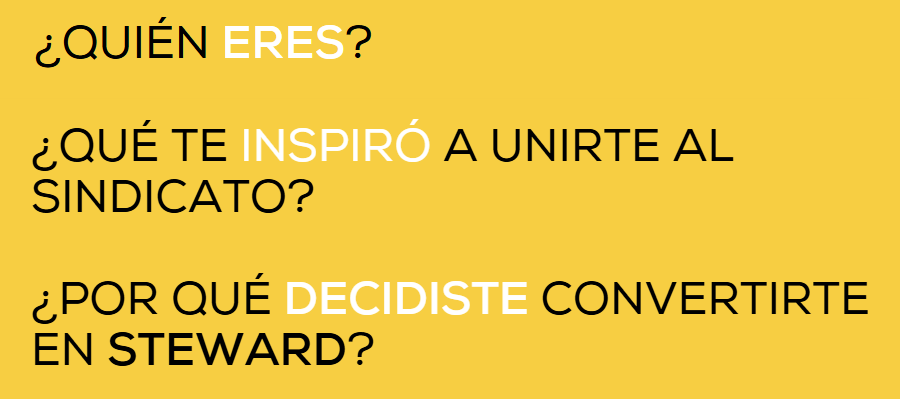 ¿QUIÉN ERES?
¿QUÉ TE INSPIRÓ A UNIRTE AL
SINDICATO?
¿POR QUÉ DECIDISTE CONVERTIRTE
EN STEWARD?